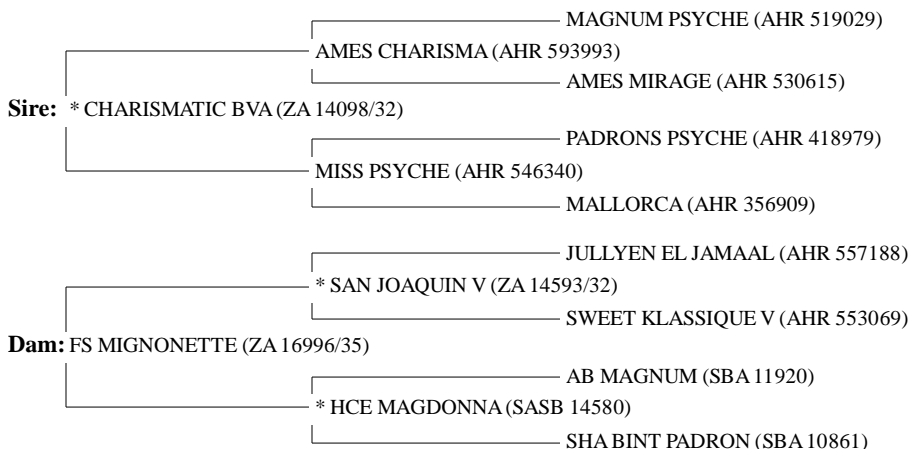 MAGNUM PSYCHE (AHR 519029)
AMES CHARISMA (AHR 593993)
AMES MIRAGE (AHR 530615)
Sire: * CHARISMATIC BVA (ZA 14098/32)
PADRONS PSYCHE (AHR 418979)
MISS PSYCHE (AHR 546340)
MALLORCA (AHR 356909)
JULLYEN EL JAMAAL (AHR 557188)
* SAN JOAQUIN V (ZA 14593/32)
SWEET KLASSIQUE V (AHR 553069)
Dam: FS MIGNONETTE (ZA 16996/35)
AB MAGNUM (SBA 11920)
* HCE MAGDONNA (SASB 14580)
SHA BINT PADRON (SBA 10861)